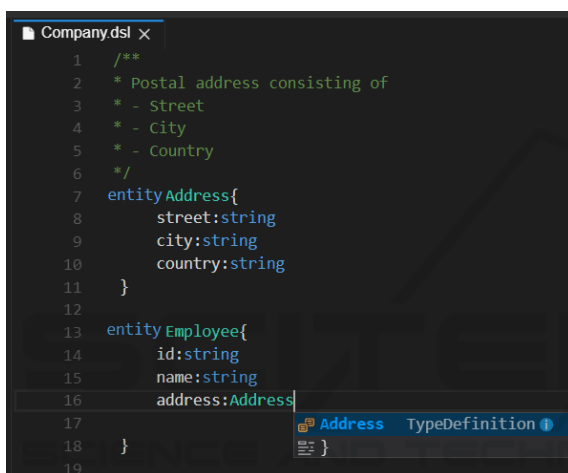 Company.dsl ×
1 /**
2 * Postal address consisting of
3 * - Street
4 * - City
5 * - Country
6 */
7 entity Address{
8 street:string
9 city:string
10 country:string
11 }
12
13 entity Employee{
14 id:string
15 name:string
16 address:Address
17 Address TypeDefinition
18 } }
19